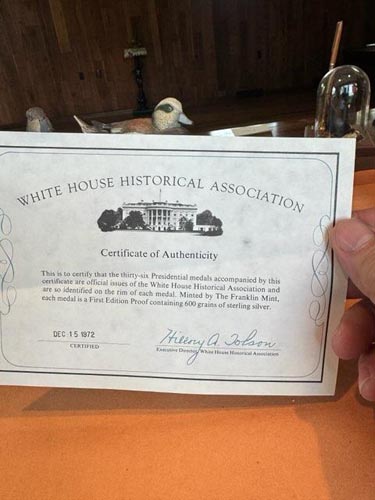 WHITE HOUSE HISTORICAL ASSOCIATION
Certificate of Authenticity
This is to certify that the thirty-six Presidential medals accompanied by this
certificate are official issues of the White House Historical Association and
are so identified on the rim of each medal. Minted by The Franklin Mint,
each medal is a First Edition Proof containing 600 grains of sterling silver.
DEC 15 1972
CERTIFIED
Hillory A. Tolson
Executive Director, White House Historical Association